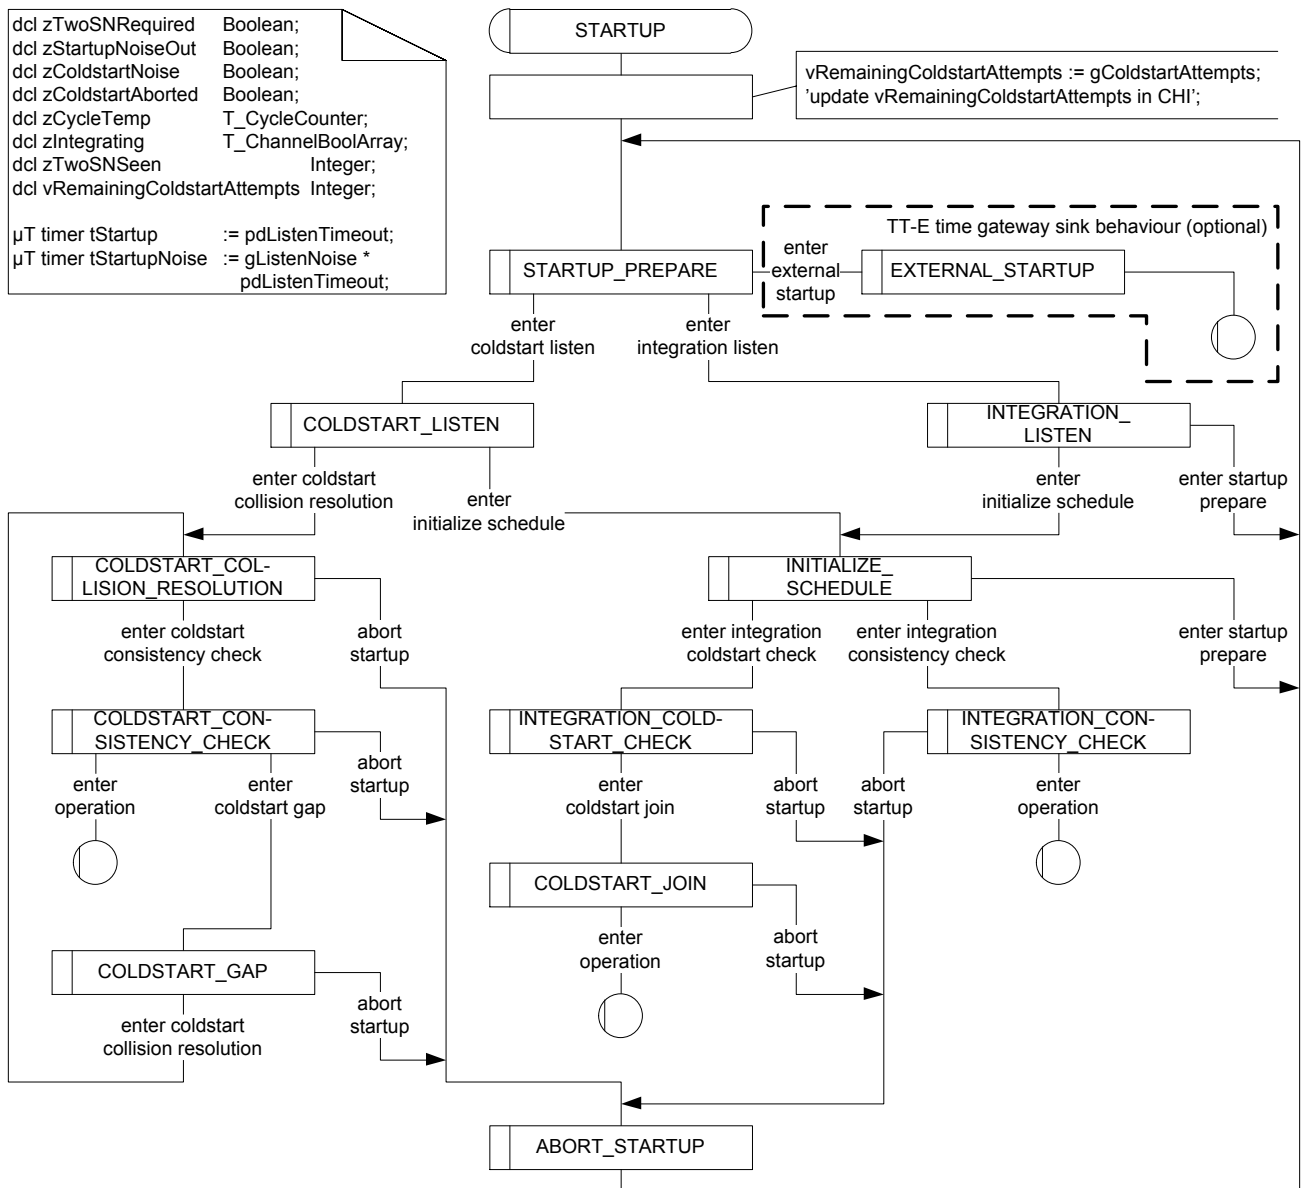 dcl zTwoSNRequired Boolean;
dcl zStartupNoiseOut Boolean;
dcl zColdstartNoise Boolean;
dcl zColdstartAborted Boolean;
dcl zCycleTemp T_CycleCounter;
dcl zIntegrating T_ChannelBoolArray;
dcl zTwoSNSeen Integer;
dcl vRemainingColdstartAttempts Integer;
µT timer tStartup := pdListenTimeout;
µT timer tStartupNoise := gListenNoise *
pdListenTimeout;
STARTUP
vRemainingColdstartAttempts := gColdstartAttempts;
'update vRemainingColdstartAttempts in CHI';
TT-E time gateway sink behaviour (optional)
STARTUP_PREPARE
enter
external
startup
EXTERNAL_STARTUP
enter
coldstart listen
enter
integration listen
COLDSTART_LISTEN
INTEGRATION_
LISTEN
enter coldstart
collision resolution
enter
initialize schedule
enter
initialize schedule
enter startup
prepare
COLDSTART_COL-
LISION_RESOLUTION
INITIALIZE_
SCHEDULE
enter coldstart
consistency check
abort
startup
enter integration
coldstart check
enter integration
consistency check
enter startup
prepare
COLDSTART_CON-
SISTENCY_CHECK
INTEGRATION_COLD-
START_CHECK
INTEGRATION_CON-
SISTENCY_CHECK
enter
operation
enter
coldstart gap
abort
startup
enter
coldstart join
abort
startup
abort
startup
enter
operation
COLDSTART_JOIN
enter
operation
abort
startup
COLDSTART_GAP
enter coldstart
collision resolution
abort
startup
ABORT_STARTUP